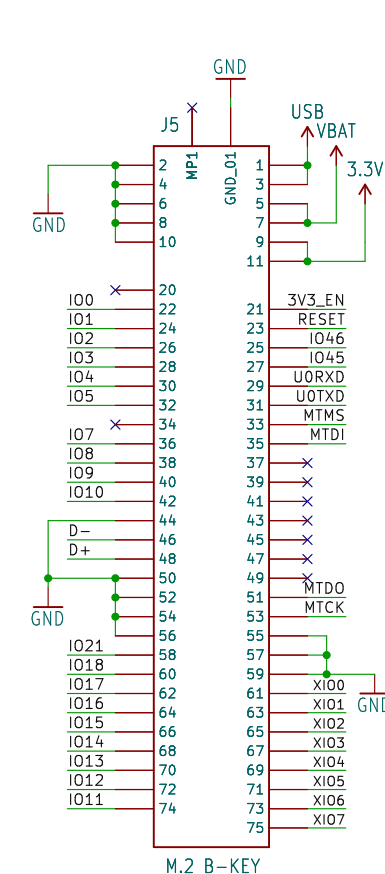 GND
J5
MP1
GND_01
USB
VBAT
3.3V
GND
2 1
4 3
6 5
8 7
10 9
11
20
IO0 22 21 3V3_EN
IO1 24 23 RESET
IO2 26 25 IO46
IO3 28 27 IO45
IO4 30 29 U0RXD
IO5 32 31 U0TXD
34 33 MTMS
IO7 36 35 MTDI
IO8 38 37
IO9 40 39
IO10 42 41
44 43
D- 46 45
D+ 48 47
50 49
52 51 MTDO
54 53 MTCK
GND
56 55
IO21 58 57
IO18 60 59
IO17 62 61 XIO0
GND
IO16 64 63 XIO1
IO15 66 65 XIO2
IO14 68 67 XIO3
IO13 70 69 XIO4
IO12 72 71 XIO5
IO11 74 73 XIO6
75 XIO7
M.2 B-KEY